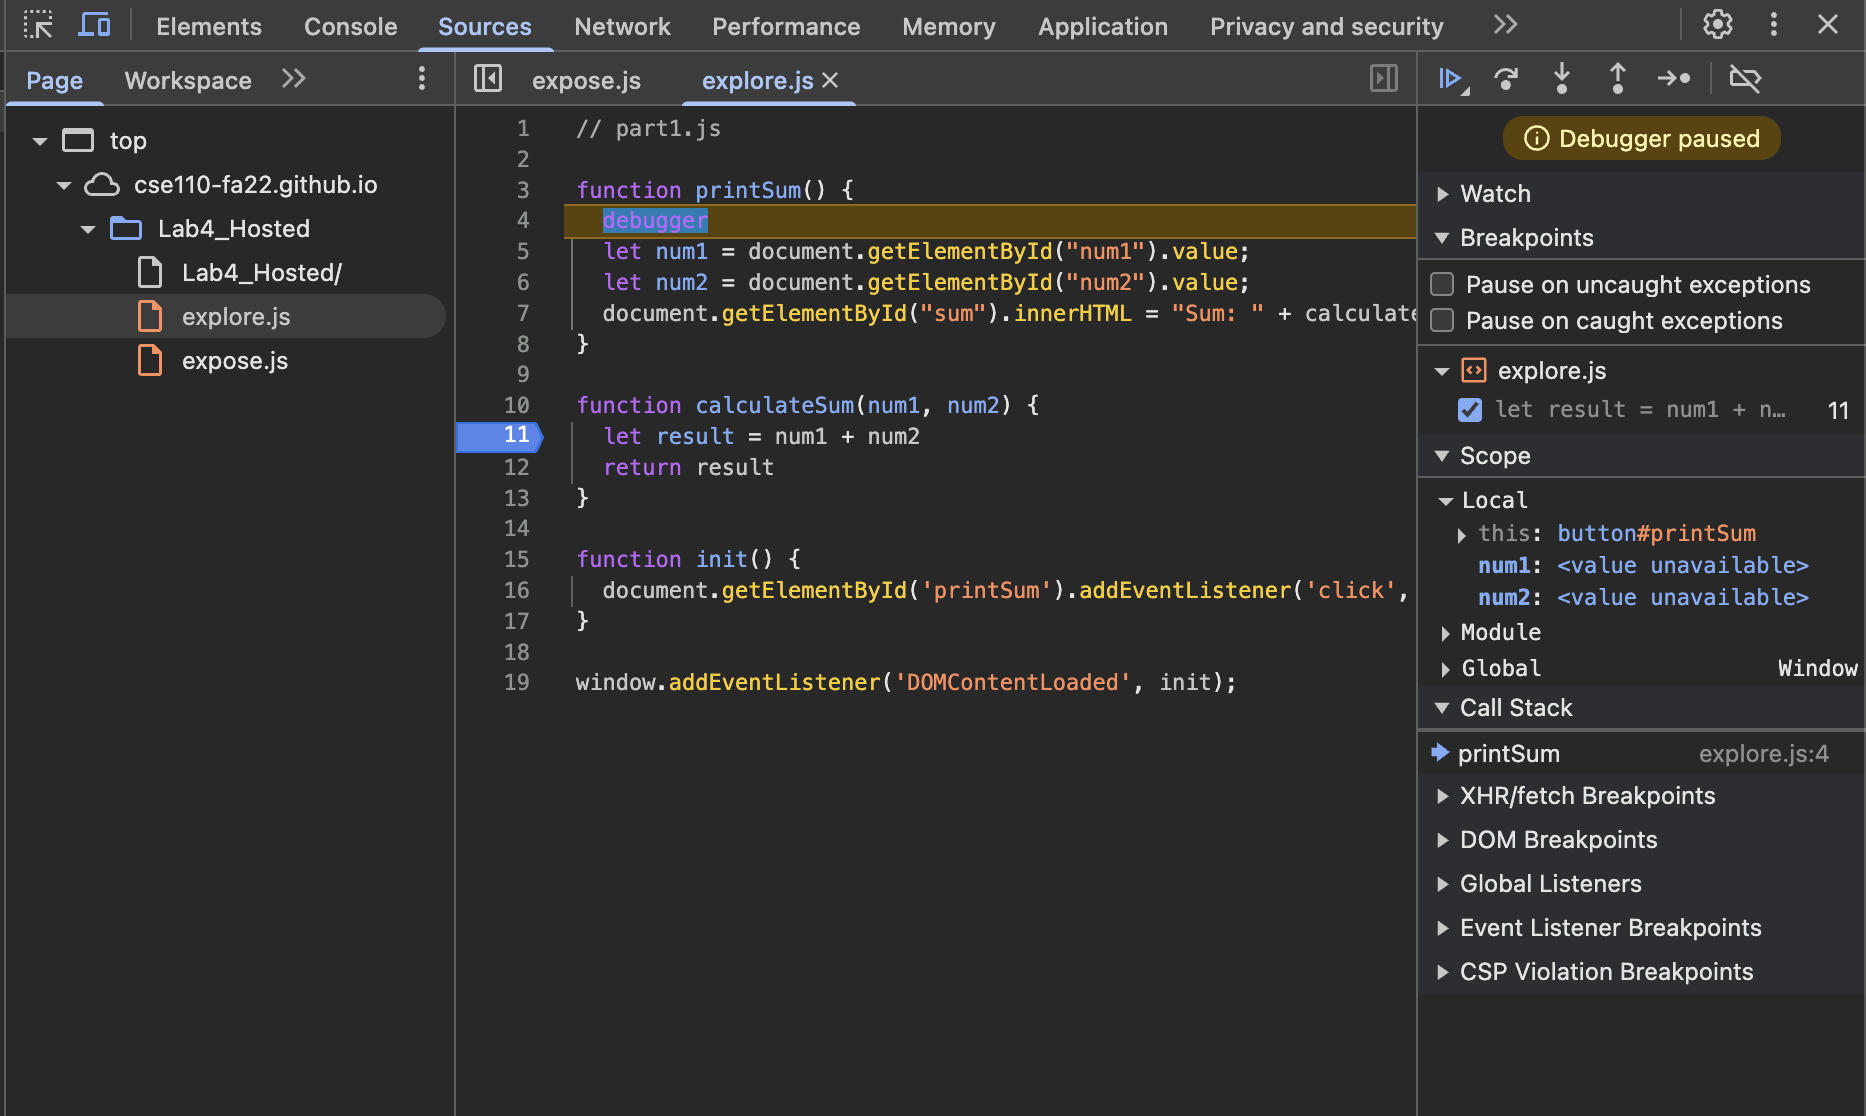 Elements Console Sources Network Performance Memory Application Privacy and security
Page Workspace
top
cse110-fa22.github.io
Lab4_Hosted
Lab4_Hosted/
explore.js
expose.js
expose.js explore.js
1 // part1.js
2
3 function printSum() {
4 debugger
5 let num1 = document.getElementById("num1").value;
6 let num2 = document.getElementById("num2").value;
7 document.getElementById("sum").innerHTML = "Sum: " + calculate
8 }
9
10 function calculateSum(num1, num2) {
11 let result = num1 + num2
12 return result
13 }
14
15 function init() {
16 document.getElementById('printSum').addEventListener('click',
17 }
18
19 window.addEventListener('DOMContentLoaded', init);
Debugger paused
Watch
Breakpoints
Pause on uncaught exceptions
Pause on caught exceptions
explore.js
let result = num1 + n… 11
Scope
Local
this: button#printSum
num1: <value unavailable>
num2: <value unavailable>
Module
Global Window
Call Stack
printSum explore.js:4
XHR/fetch Breakpoints
DOM Breakpoints
Global Listeners
Event Listener Breakpoints
CSP Violation Breakpoints